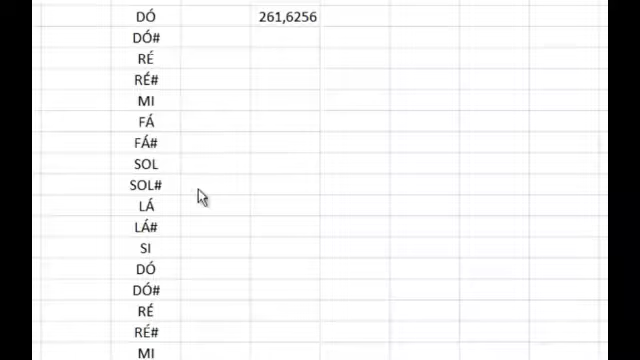 DÓ 261,6256
DÓ#
RÉ
RÉ#
MI
FÁ
FÁ#
SOL
SOL#
LÁ
LÁ#
SI
DÓ
DÓ#
RÉ
RÉ#
MI